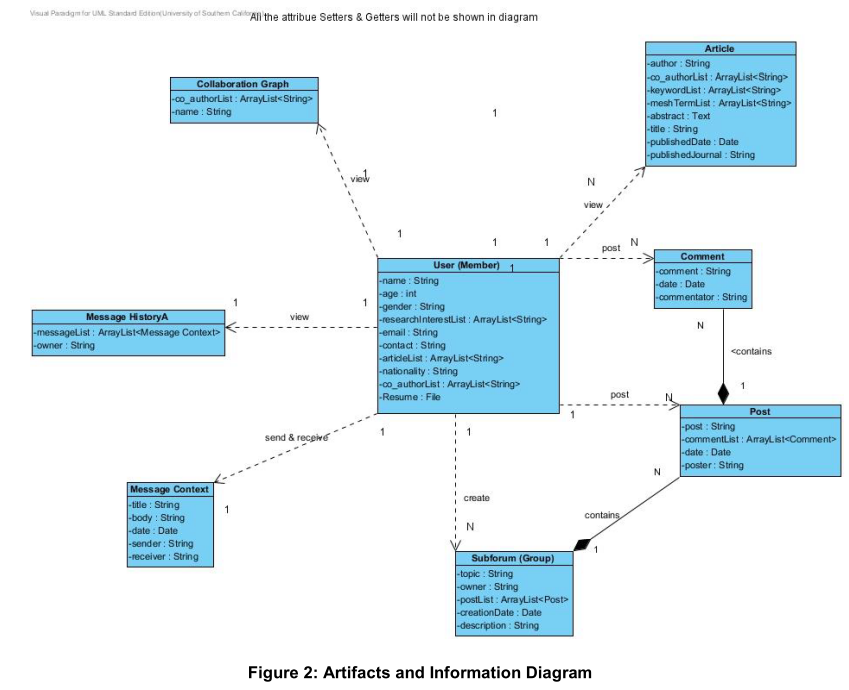 Visual Paradigm for UML Standard Edition(University of Southern California)
All the attribue Setters & Getters will not be shown in diagram
Article
-author : String
-co_authorList : ArrayList<String>
-keywordList : ArrayList<String>
-meshTermList : ArrayList<String>
-abstract : Text
-title : String
-publishedDate : Date
-publishedJournal : String
Collaboration Graph
-co_authorList : ArrayList<String>
-name : String
1
1
view
N
view
1
1
1
post
N
User (Member)
1
-name : String
-age : int
-gender : String
-researchInterestList : ArrayList<String>
-email : String
-contact : String
-articleList : ArrayList<String>
-nationality : String
-co_authorList : ArrayList<String>
-Resume : File
Comment
-comment : String
-date : Date
-commentator : String
1
view
1
Message HistoryA
-messageList : ArrayList<Message Context>
-owner : String
N
<contains
1
post
N
1
Post
-post : String
-commentList : ArrayList<Comment>
-date : Date
-poster : String
send & receive
1
1
N
Message Context
-title : String
-body : String
-date : Date
-sender : String
-receiver : String
1
create
N
contains
1
Subforum (Group)
-topic : String
-owner : String
-postList : ArrayList<Post>
-creationDate : Date
-description : String
Figure 2: Artifacts and Information Diagram